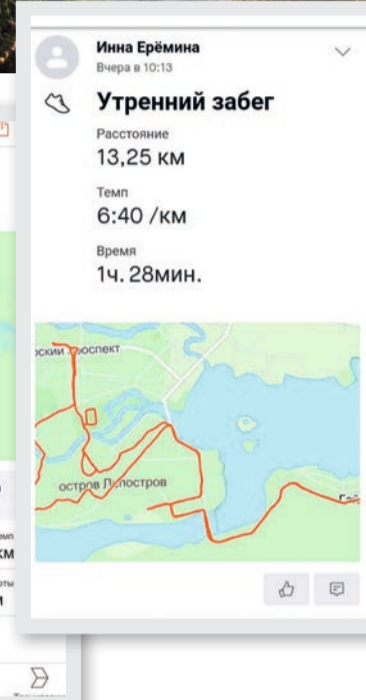 Инна Ерёмина
Вчера в 10:13
Утренний забег
Расстояние
13,25 км
Темп
6:40 /км
Время
1ч. 28мин.
проспект
остров